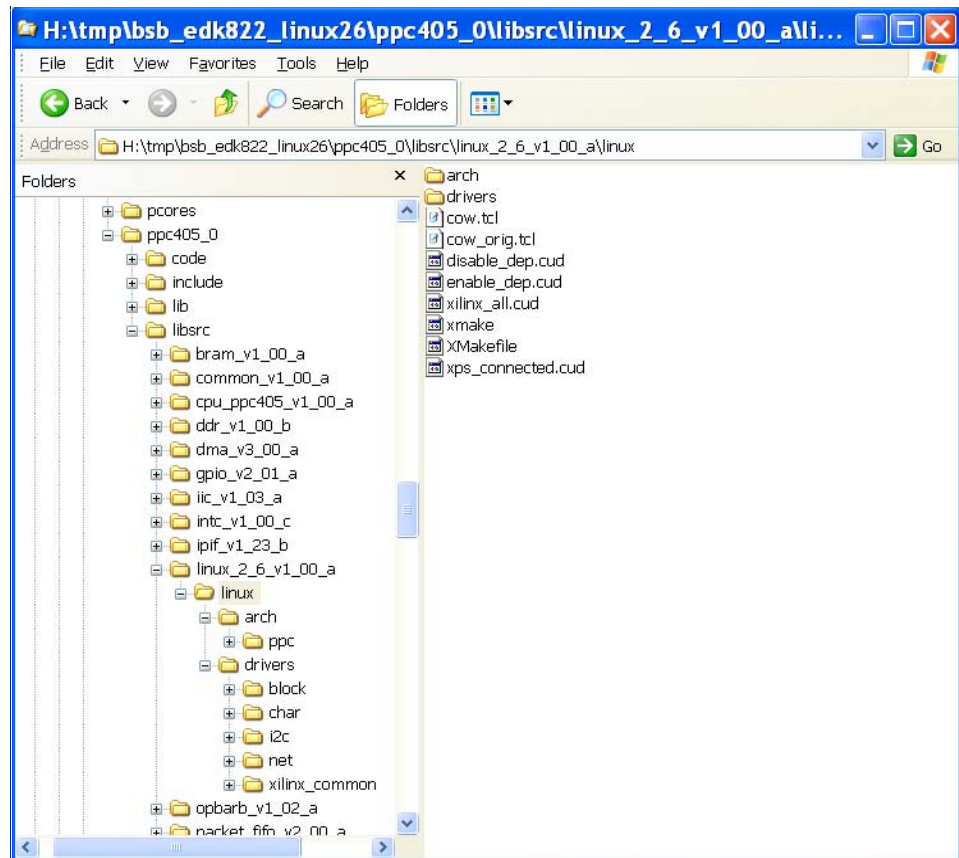 H:\tmp\bsb_edk822_linux26\ppc405_0\libsrc\linux_2_6_v1_00_a\li...
File Edit View Favorites Tools Help
Back Search Folders
Address H:\tmp\bsb_edk822_linux26\ppc405_0\libsrc\linux_2_6_v1_00_a\linux Go
Folders
pcores
ppc405_0
code
include
lib
libsrc
bram_v1_00_a
common_v1_00_a
cpu_ppc405_v1_00_a
ddr_v1_00_b
dma_v3_00_a
gpio_v2_01_a
iic_v1_03_a
intc_v1_00_c
ipif_v1_23_b
linux_2_6_v1_00_a
linux
arch
ppc
drivers
block
char
i2c
net
xilinx_common
opbarb_v1_02_a
packet_fifo_v2_00_a
arch
drivers
cow.tcl
cow_orig.tcl
disable_dep.cud
enable_dep.cud
xilinx_all.cud
xmake
XMakefile
xps_connected.cud